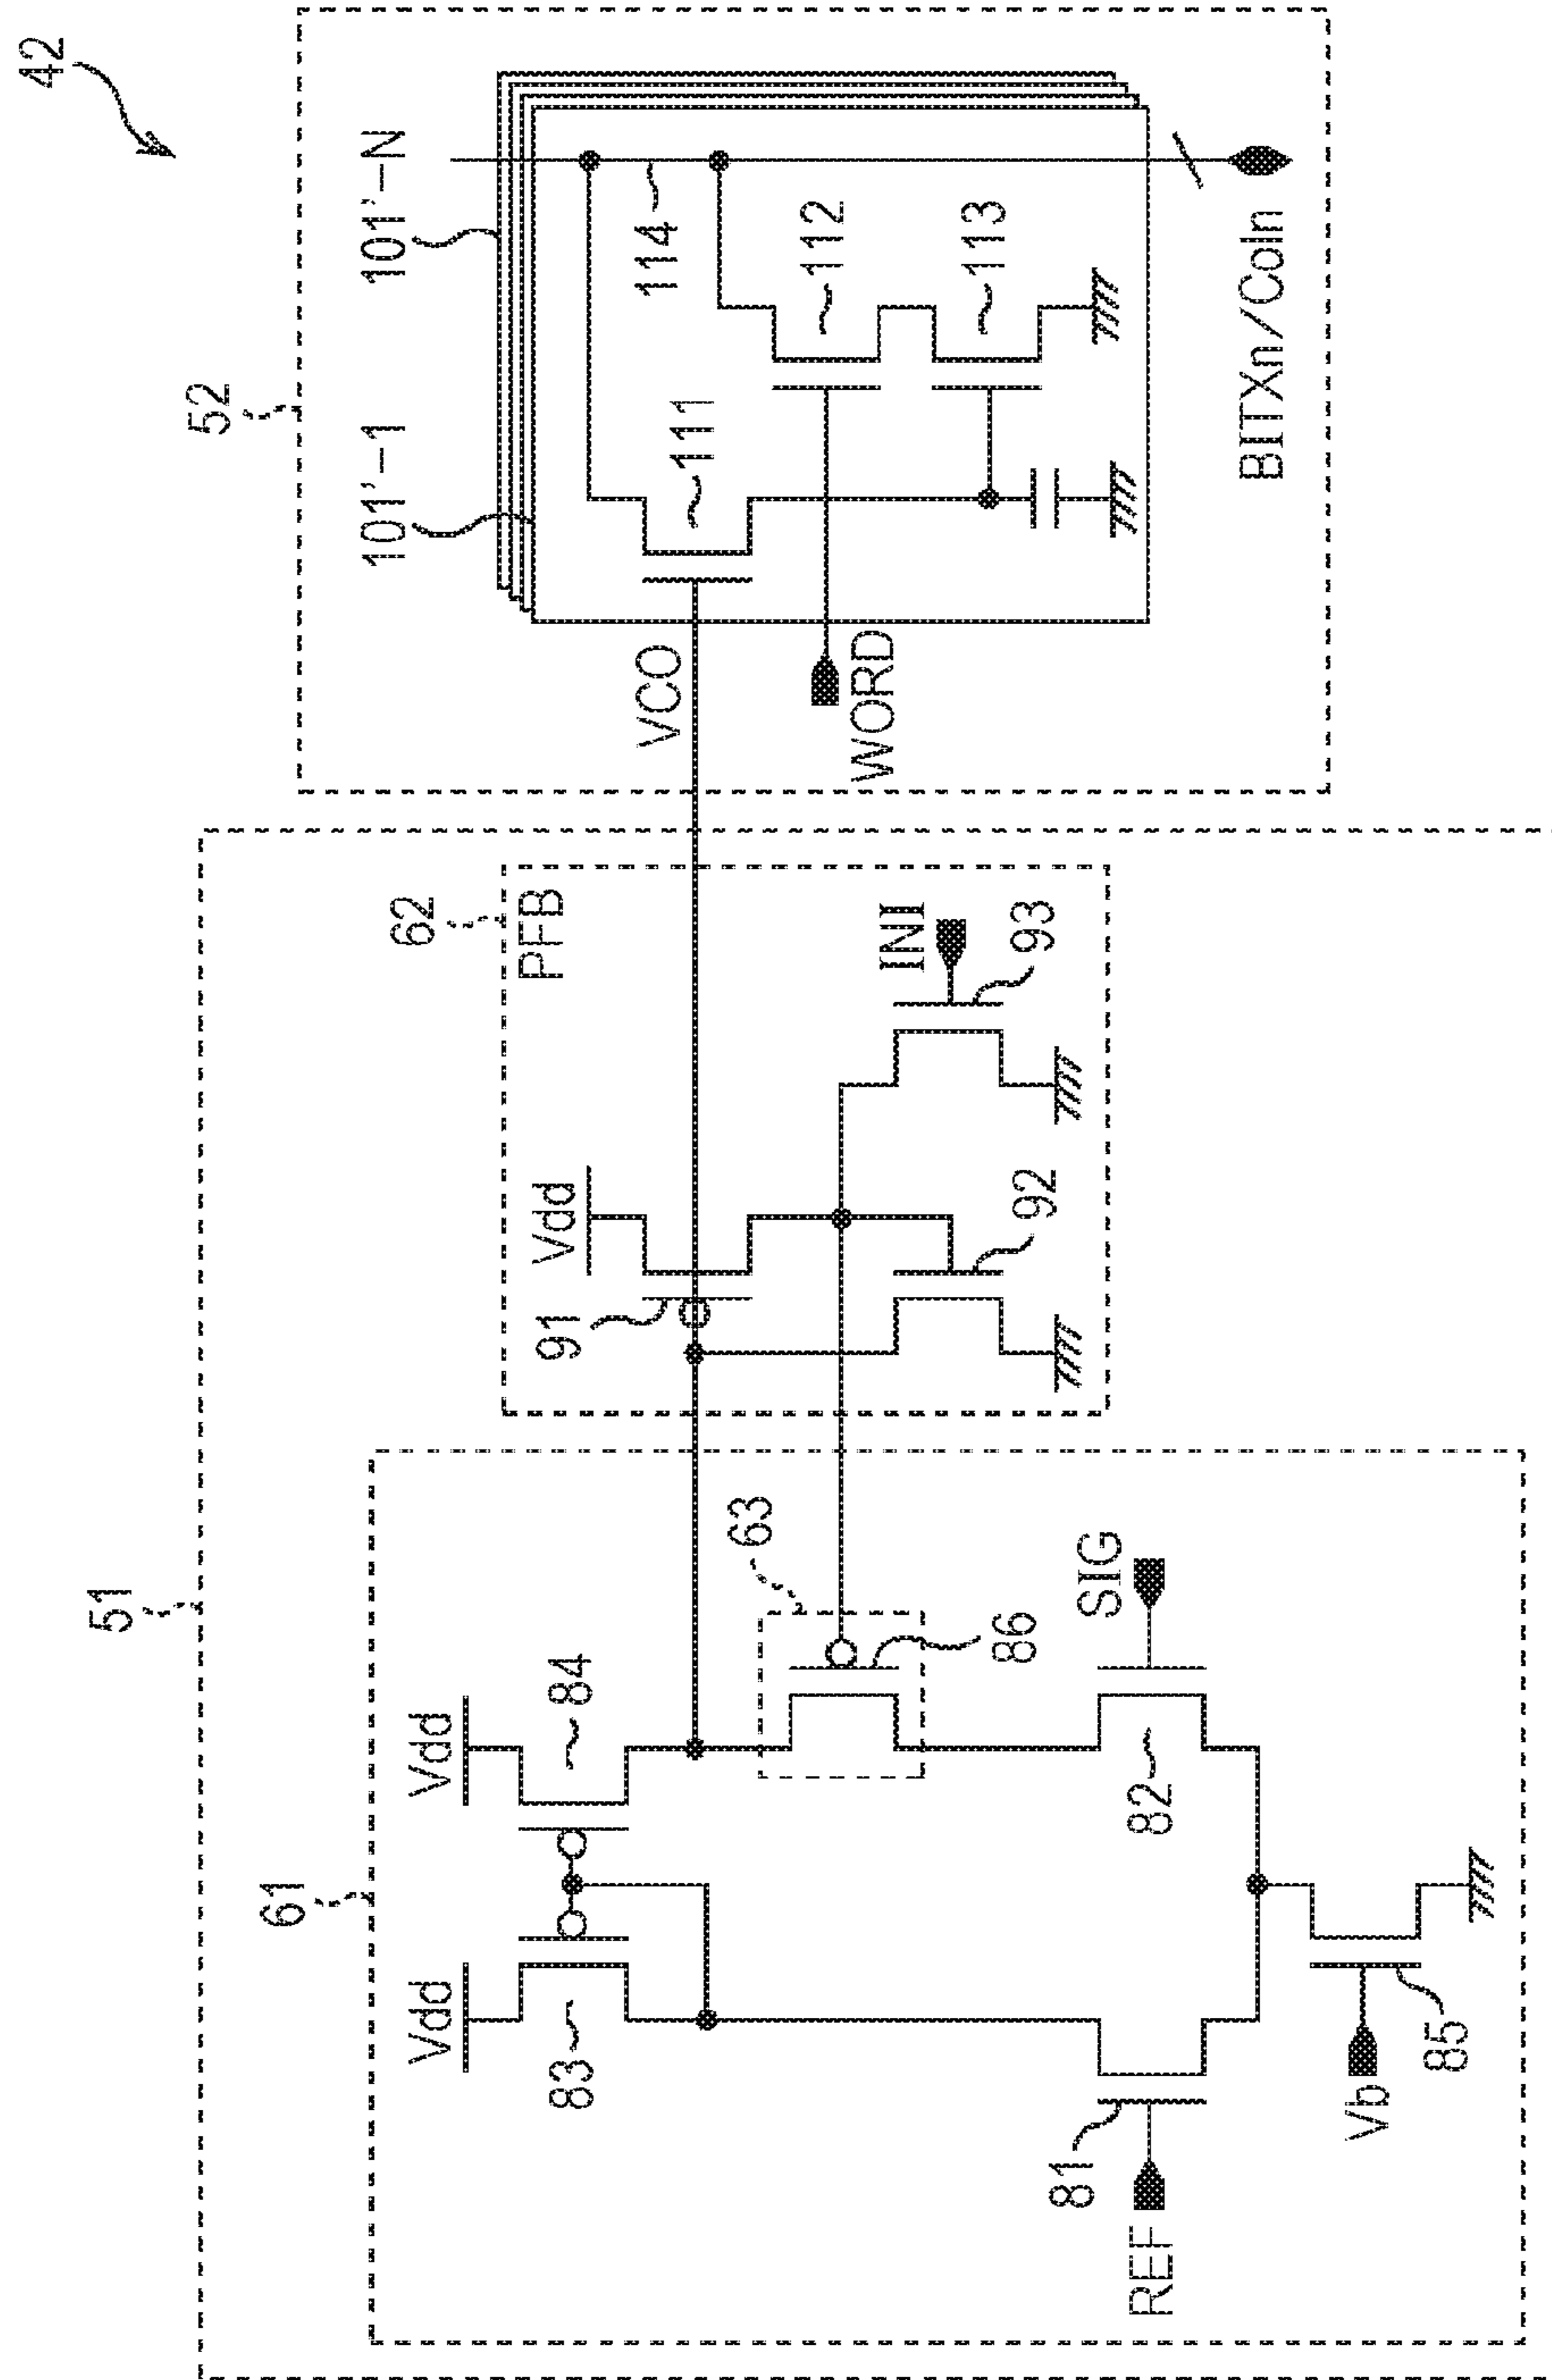 42
51
52
61
62
PFB
101'-1
101'-N
Vdd
Vdd
83
84
63
86
81
82
REF
SIG
Vb
85
Vdd
91
92
INI
93
VCO
WORD
111
114
112
113
BITXn/Coln